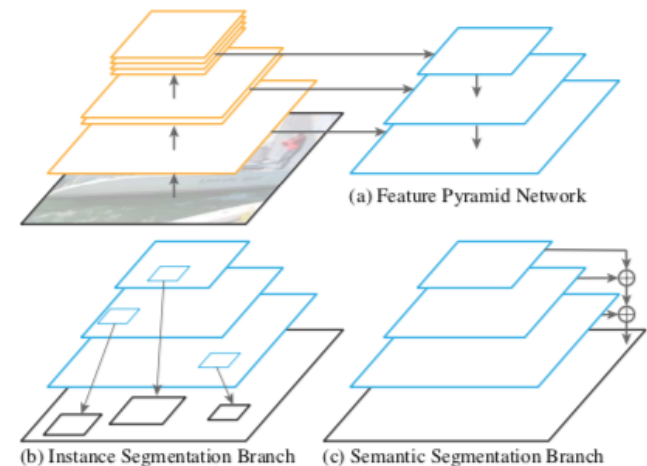 (a) Feature Pyramid Network
(b) Instance Segmentation Branch
(c) Semantic Segmentation Branch